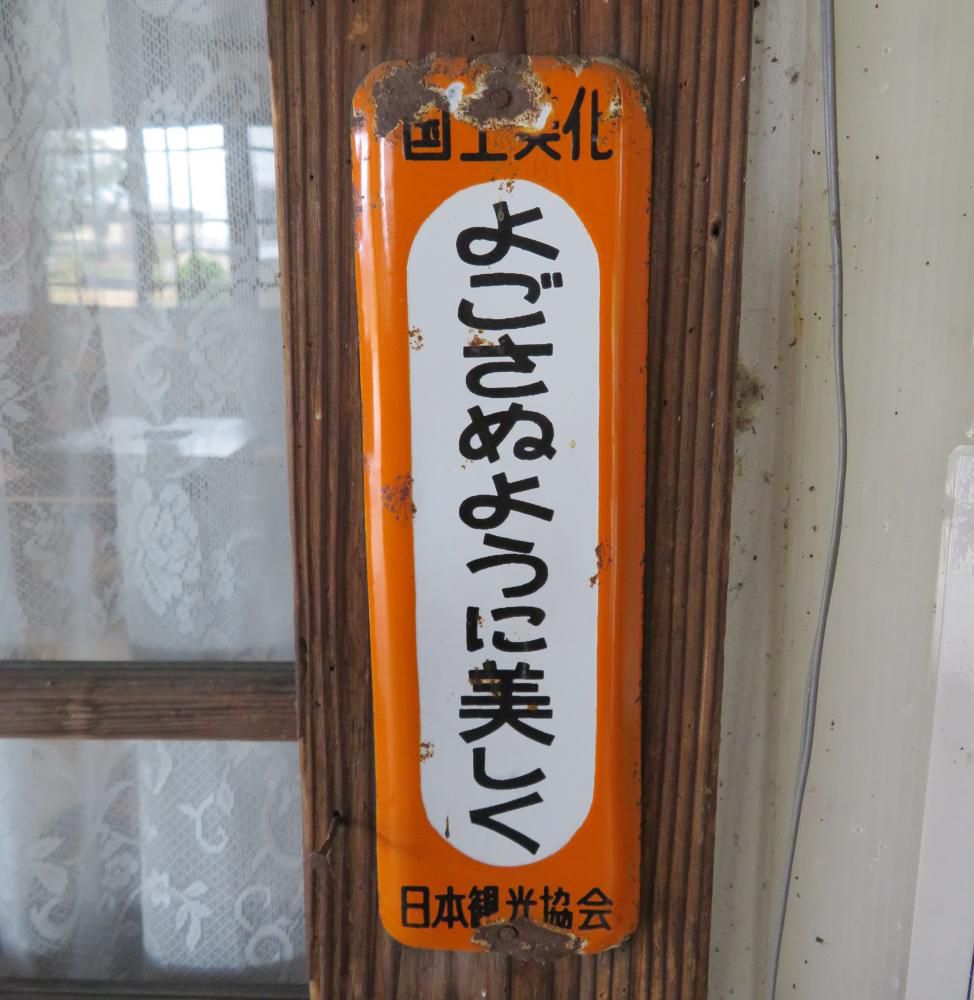 国土美化
よごさぬように美しく
日本観光協会